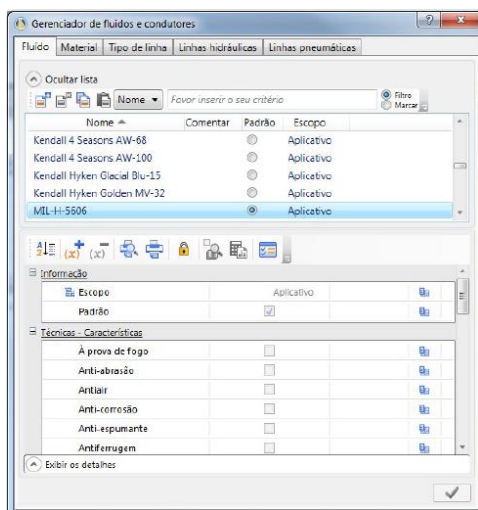 Gerenciador de fluidos e condutores
Fluído Material Tipo de linha Linhas hidráulicas Linhas pneumáticas
Ocultar lista
Nome Favor inserir o seu critério Filtro
Marcar
Nome Comentar Padrão Escopo
Kendall 4 Seasons AW-68 Aplicativo
Kendall 4 Seasons AW-100 Aplicativo
Kendall Hyken Glacial Blu-15 Aplicativo
Kendall Hyken Golden MV-32 Aplicativo
MIL-H-5606 Aplicativo
Informação
Escopo Aplicativo
Padrão
Técnicas - Características
À prova de fogo
Anti-abrasão
Antiair
Anti-corrosão
Anti-espumante
Antiferrugem
Exibir os detalhes